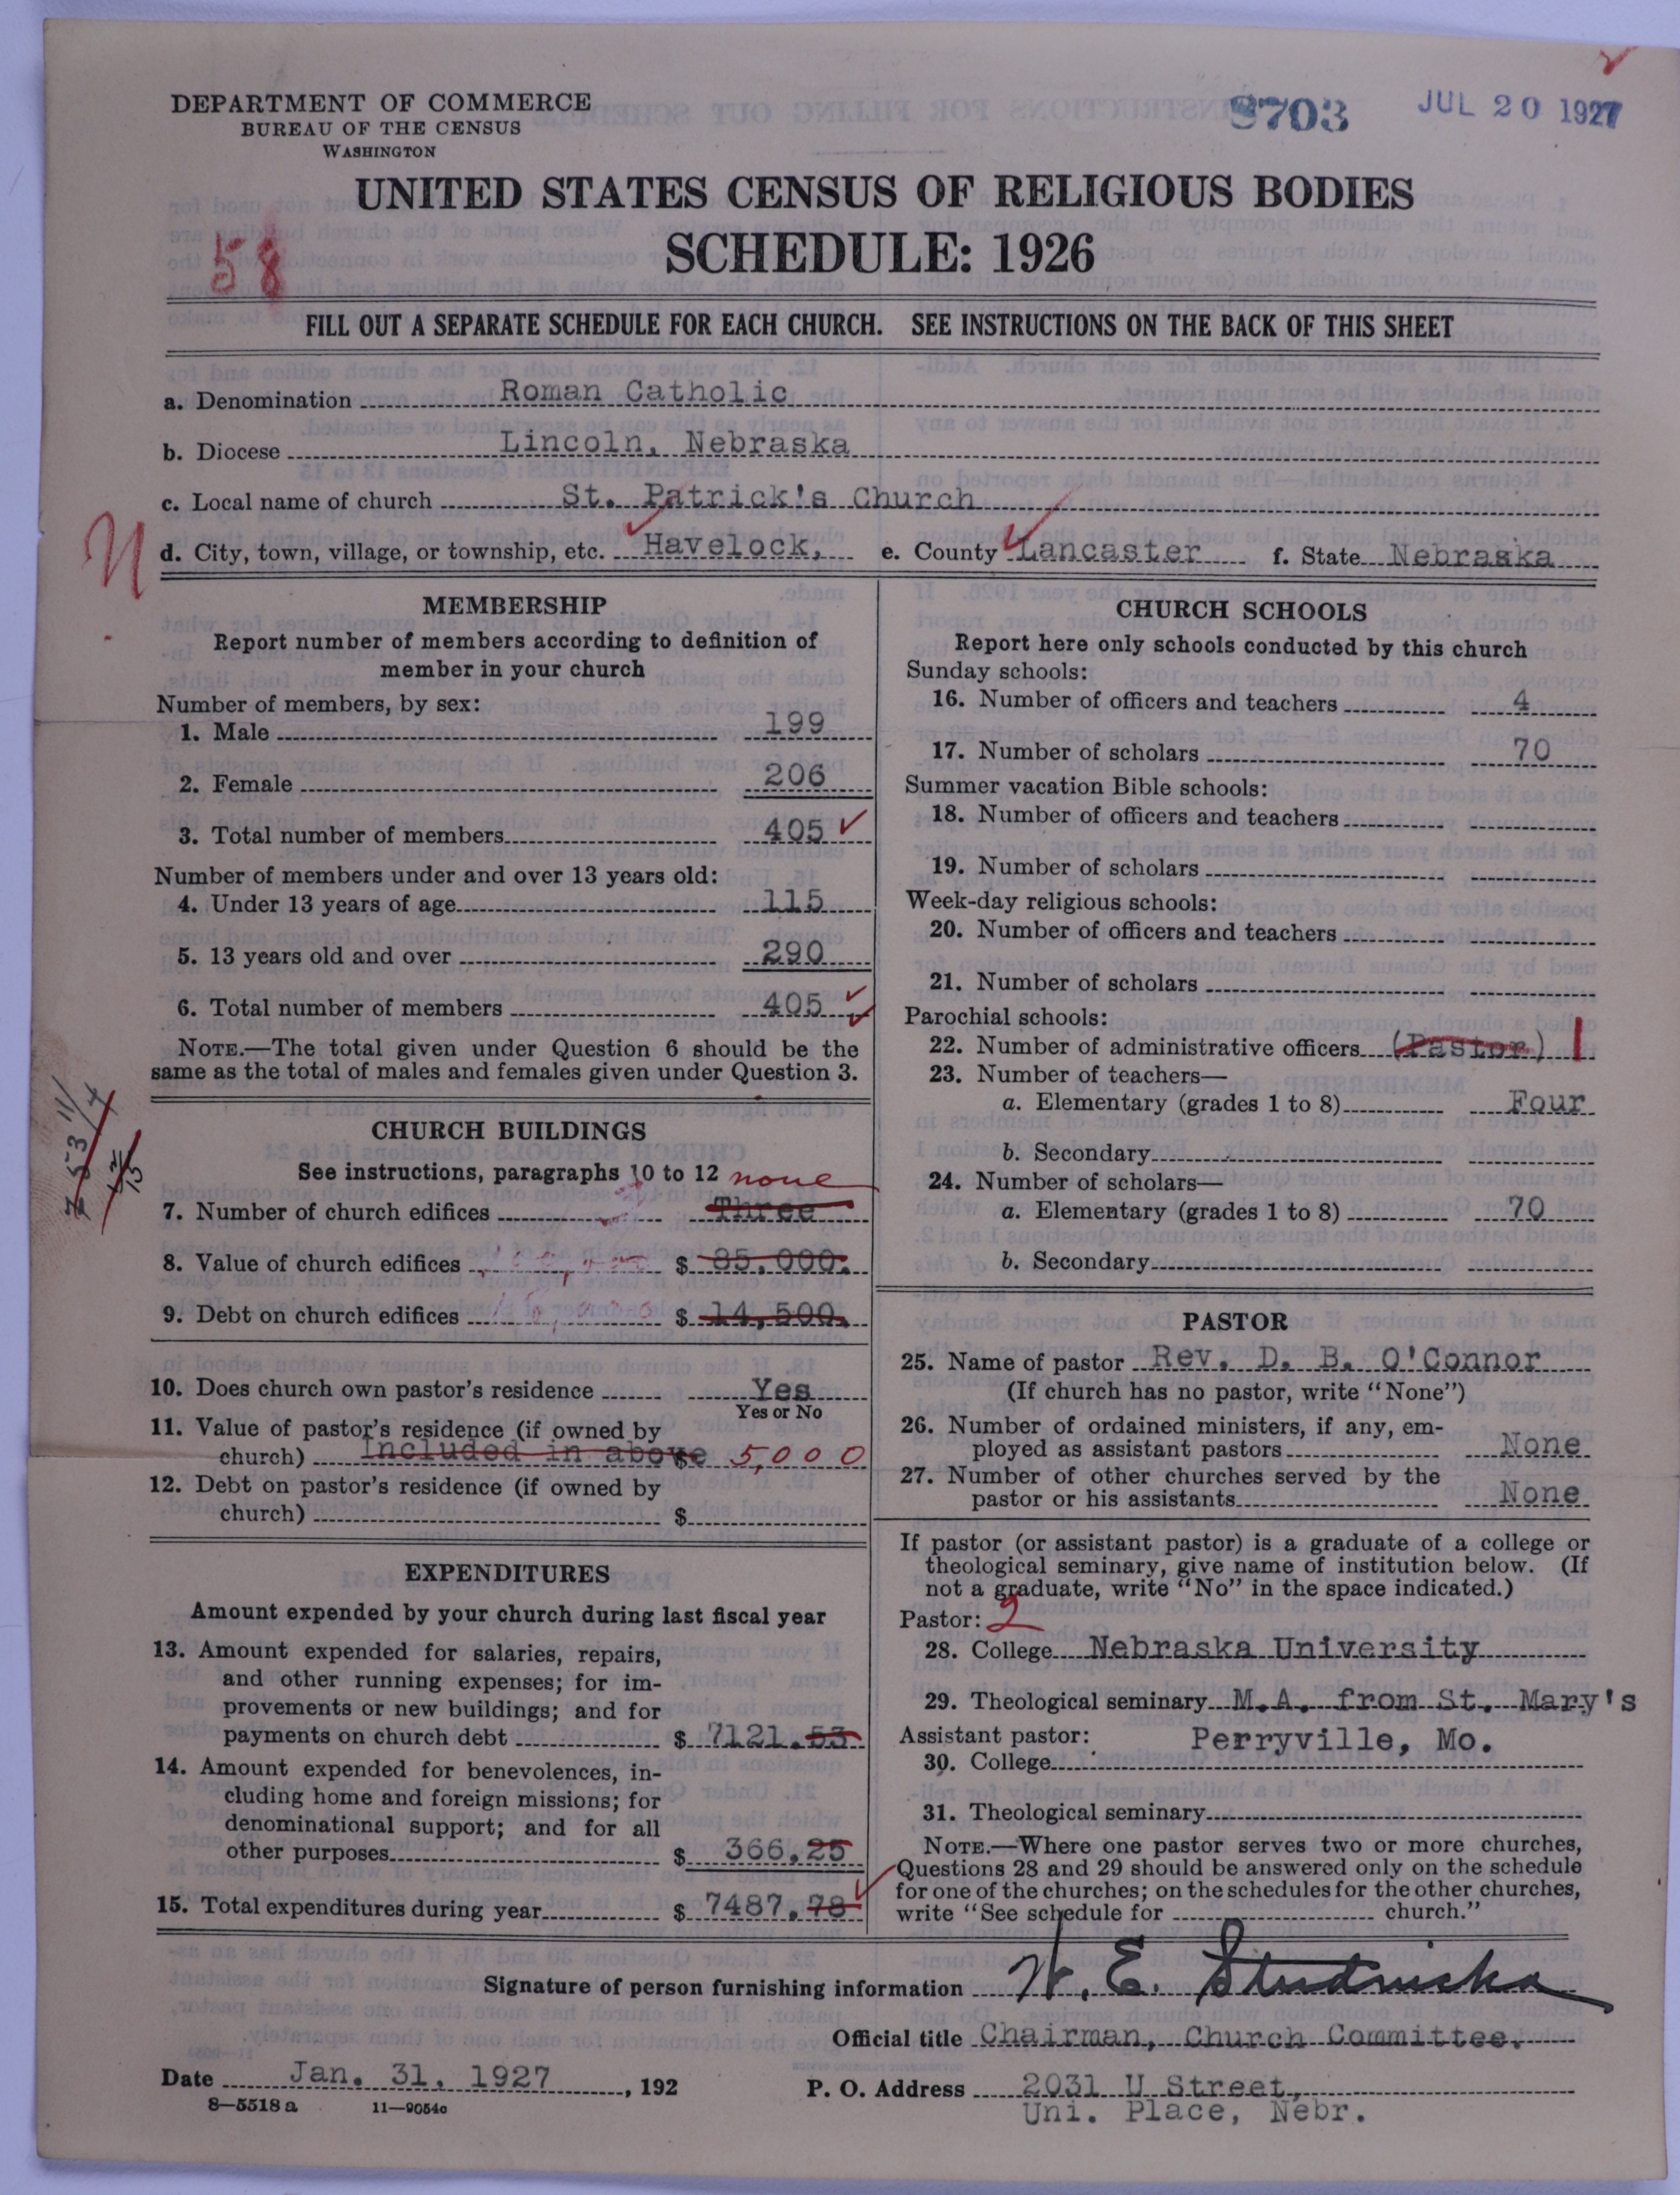 DEPARTMENT OF COMMERCE
BUREAU OF THE CENSUS
WASHINGTON
8703
JUL 20 1927
UNITED STATES CENSUS OF RELIGIOUS BODIES
SCHEDULE: 1926
58
FILL OUT A SEPARATE SCHEDULE FOR EACH CHURCH. SEE INSTRUCTIONS ON THE BACK OF THIS SHEET
a. Denomination Roman Catholic
b. Diocese Lincoln, Nebraska
c. Local name of church St. Patrick's Church
d. City, town, village, or township, etc. Havelock, e. County Lancaster f. State Nebraska
MEMBERSHIP
Report number of members according to definition of
member in your church
Number of members, by sex:
1. Male 199
2. Female 206
3. Total number of members 405
Number of members under and over 13 years old:
4. Under 13 years of age 115
5. 13 years old and over 290
6. Total number of members 405
NOTE.—The total given under Question 6 should be the
same as the total of males and females given under Question 3.
CHURCH BUILDINGS
See instructions, paragraphs 10 to 12 none
7. Number of church edifices Three
8. Value of church edifices $ 85,000.
9. Debt on church edifices $ 14,500.
10. Does church own pastor's residence Yes
Yes or No
11. Value of pastor's residence (if owned by
church) Included in above $ 5,000
12. Debt on pastor's residence (if owned by
church) $
EXPENDITURES
Amount expended by your church during last fiscal year
13. Amount expended for salaries, repairs,
and other running expenses; for im-
provements or new buildings; and for
payments on church debt $ 7121.53
14. Amount expended for benevolences, in-
cluding home and foreign missions; for
denominational support; and for all
other purposes $ 366.25
15. Total expenditures during year $ 7487.78
CHURCH SCHOOLS
Report here only schools conducted by this church
Sunday schools:
16. Number of officers and teachers 4
17. Number of scholars 70
Summer vacation Bible schools:
18. Number of officers and teachers
19. Number of scholars
Week-day religious schools:
20. Number of officers and teachers
21. Number of scholars
Parochial schools:
22. Number of administrative officers (Pastor) 1
23. Number of teachers—
a. Elementary (grades 1 to 8) Four
b. Secondary
24. Number of scholars—
a. Elementary (grades 1 to 8) 70
b. Secondary
PASTOR
25. Name of pastor Rev. D. B. O'Connor
(If church has no pastor, write "None")
26. Number of ordained ministers, if any, em-
ployed as assistant pastors None
27. Number of other churches served by the
pastor or his assistants None
If pastor (or assistant pastor) is a graduate of a college or
theological seminary, give name of institution below. (If
not a graduate, write "No" in the space indicated.)
Pastor: 2
28. College Nebraska University
29. Theological seminary M.A. from St. Mary's
Assistant pastor: Perryville, Mo.
30. College
31. Theological seminary
NOTE.—Where one pastor serves two or more churches,
Questions 28 and 29 should be answered only on the schedule
for one of the churches; on the schedules for the other churches,
write "See schedule for church."
Signature of person furnishing information W. E. Studnicka
Official title Chairman, Church Committee.
Date Jan. 31, 1927, 192
P. O. Address 2031 U Street,
Uni. Place, Nebr.
8—5518 a 11—9054c